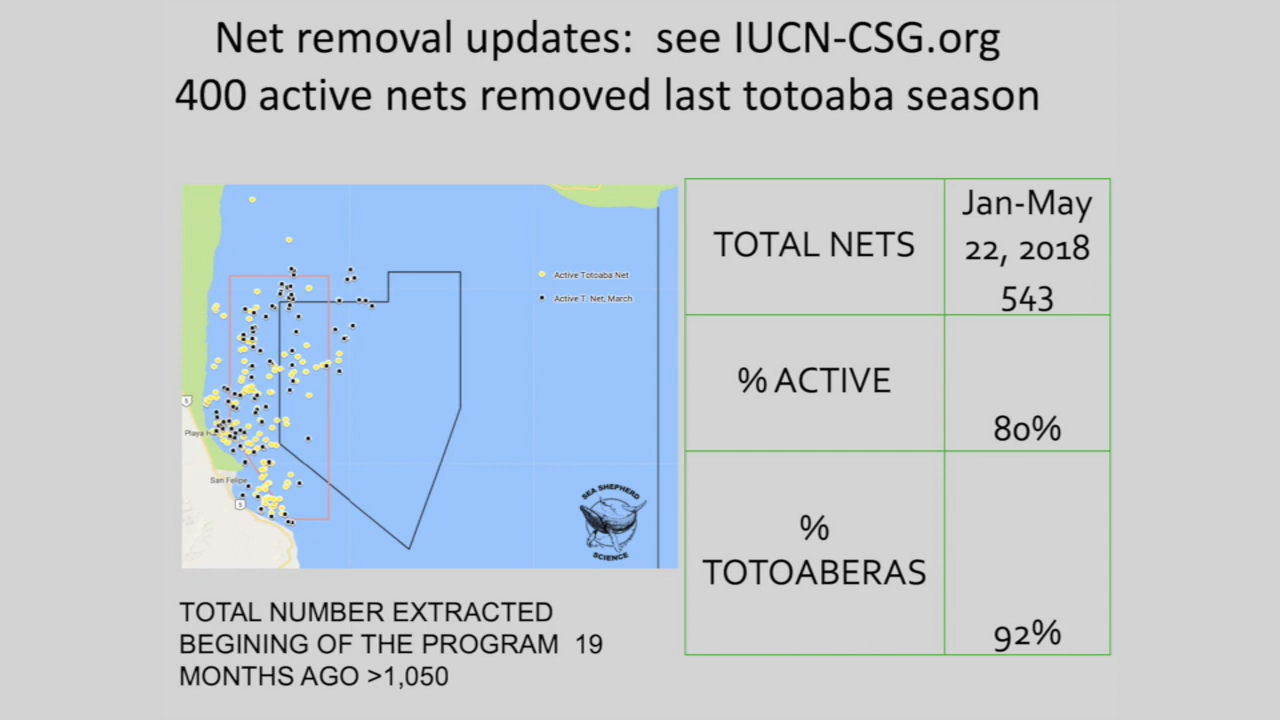 Net removal updates:  see IUCN-CSG.org
400 active nets removed last totoaba season
Active Totoaba Net
Active T. Net, March
5
Playa H
San Felipe
5
SEA SHEPHERD
SCIENCE
TOTAL NETS
Jan-May
22, 2018
543
% ACTIVE
80%
%
TOTOABERAS
92%
TOTAL NUMBER EXTRACTED
BEGINING OF THE PROGRAM  19
MONTHS AGO >1,050